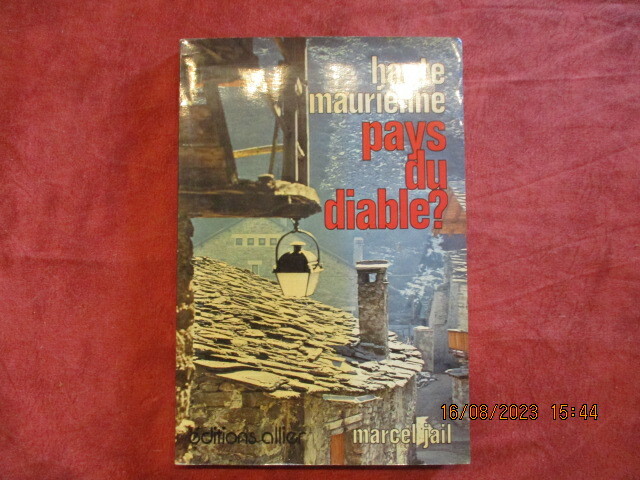 haute
maurienne
pays
du
diable?
éditions allier
marcel jail
16/08/2023 15:44